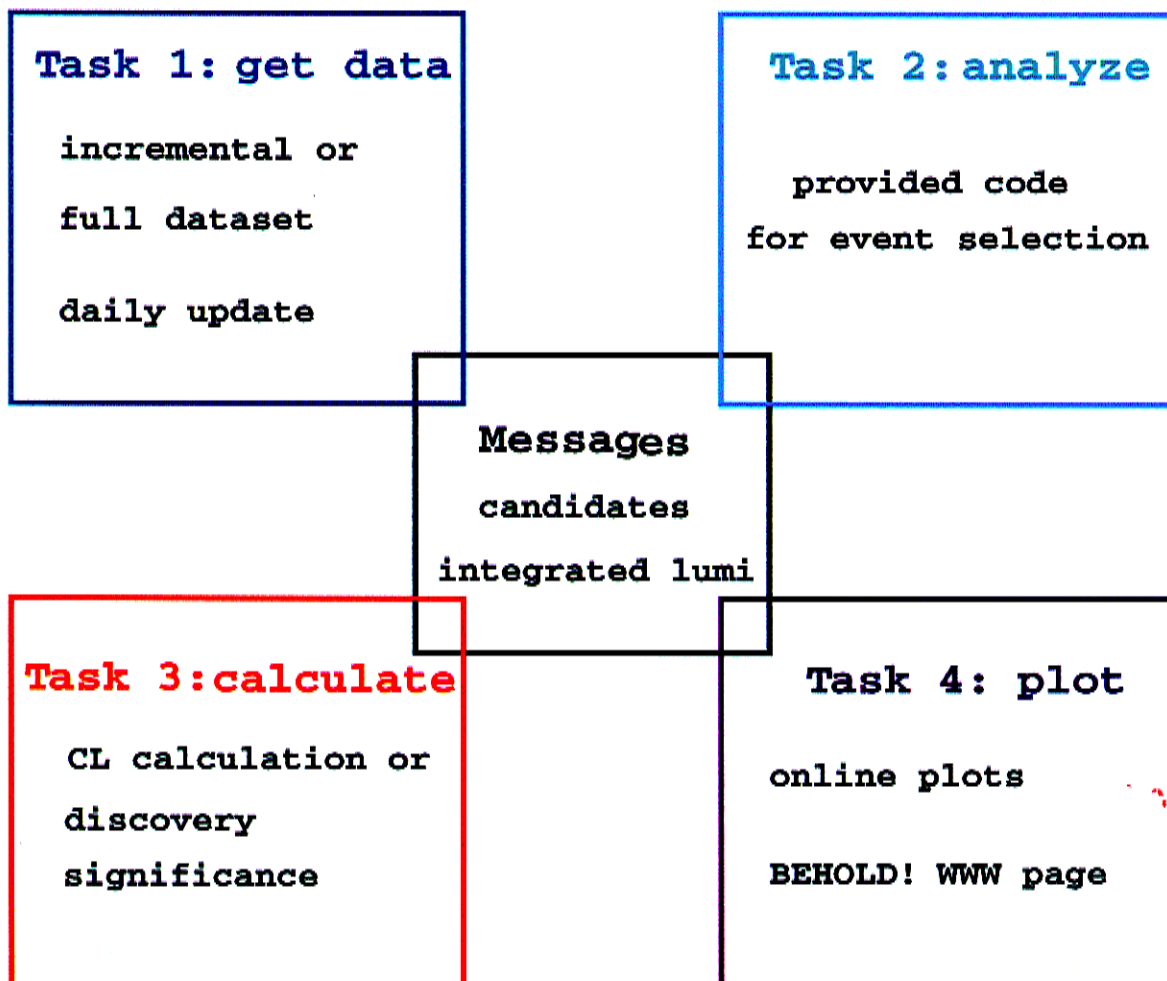 Task 1: get data
incremental or
full dataset
daily update
Task 2: analyze
provided code
for event selection
Messages
candidates
integrated lumi
Task 3:calculate
CL calculation or
discovery
significance
Task 4: plot
online plots
BEHOLD! WWW page